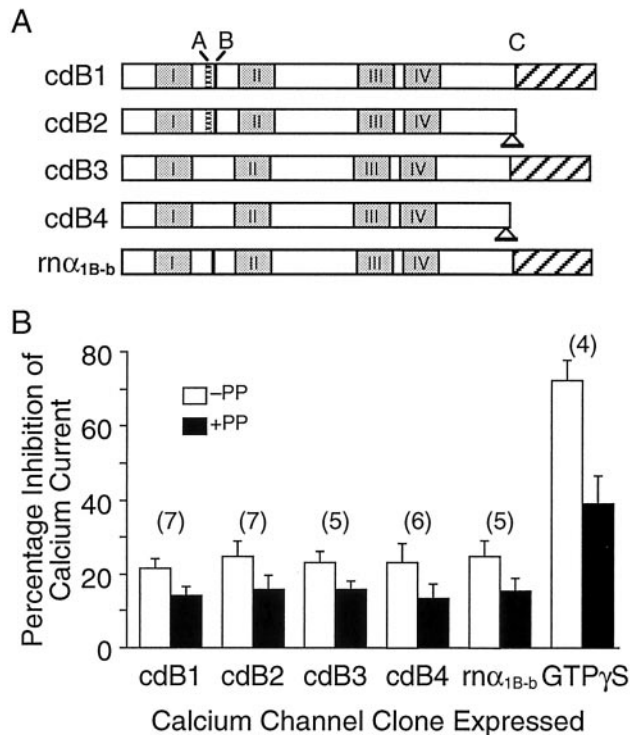 A
A B C
cdB1 I II III IV
cdB2 I II III IV
cdB3 I II III IV
cdB4 I II III IV
rnα1B-b I II III IV
B
Percentage Inhibition of
Calcium Current
80
60
40
20
0
–PP
+PP
(7) (7) (5) (6) (5) (4)
cdB1 cdB2 cdB3 cdB4 rnα1B-b GTPγS
Calcium Channel Clone Expressed